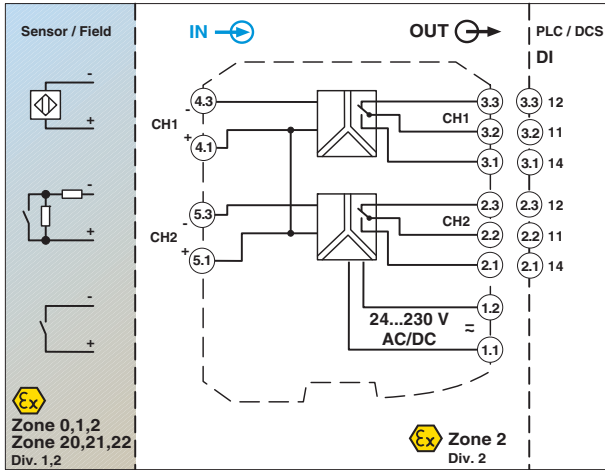 Sensor / Field
IN
OUT
PLC / DCS
DI
-
+
-
+
-
+
Zone 0,1,2
Zone 20,21,22
Div. 1,2
CH1
-
4.3
+
4.1
CH2
-
5.3
+
5.1
CH1
3.3
3.2
3.1
CH2
2.3
2.2
2.1
24...230 V
AC/DC
=
1.2
1.1
3.3 12
3.2 11
3.1 14
2.3 12
2.2 11
2.1 14
Ex
Zone 2
Div. 2
Ex